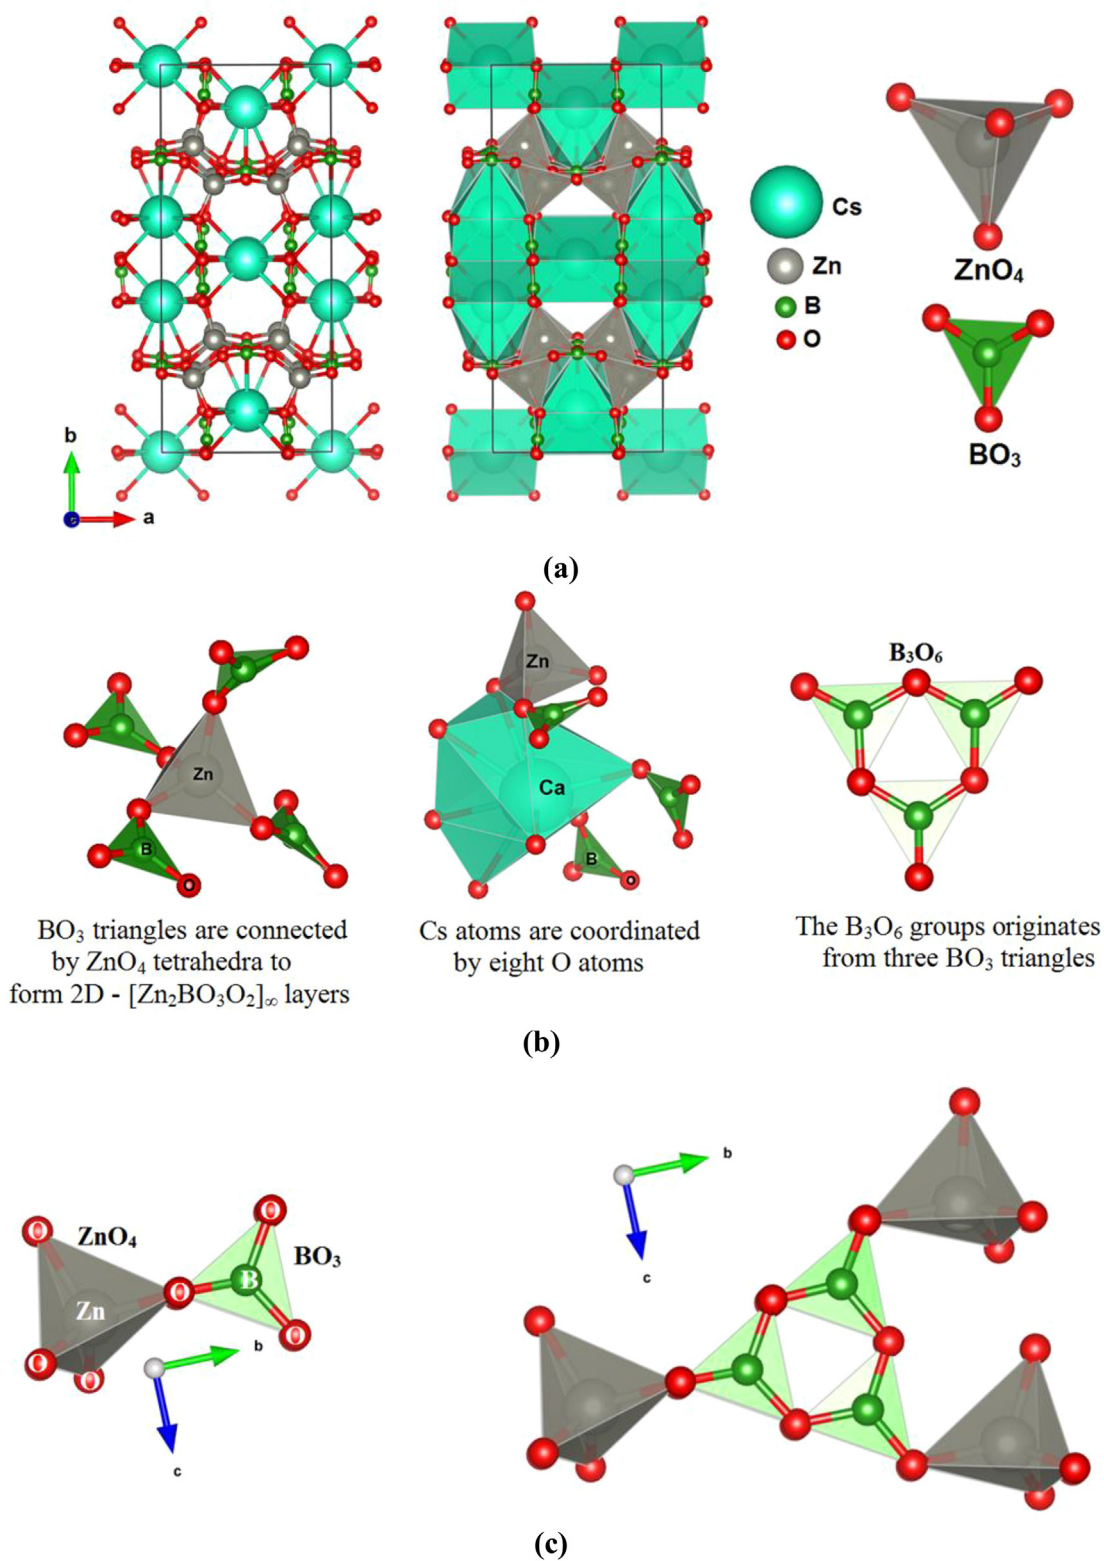 Cs
Zn
B
O
ZnO₄
BO₃
b
a
(a)
Zn
B
O
Zn
Ca
B
O
B₃O₆
BO₃ triangles are connected
by ZnO₄ tetrahedra to
form 2D - [Zn₂BO₃O₂]∞ layers
Cs atoms are coordinated
by eight O atoms
The B₃O₆ groups originates
from three BO₃ triangles
(b)
b
c
O
ZnO₄
O
BO₃
Zn
O
B
O
O
O
b
c
(c)